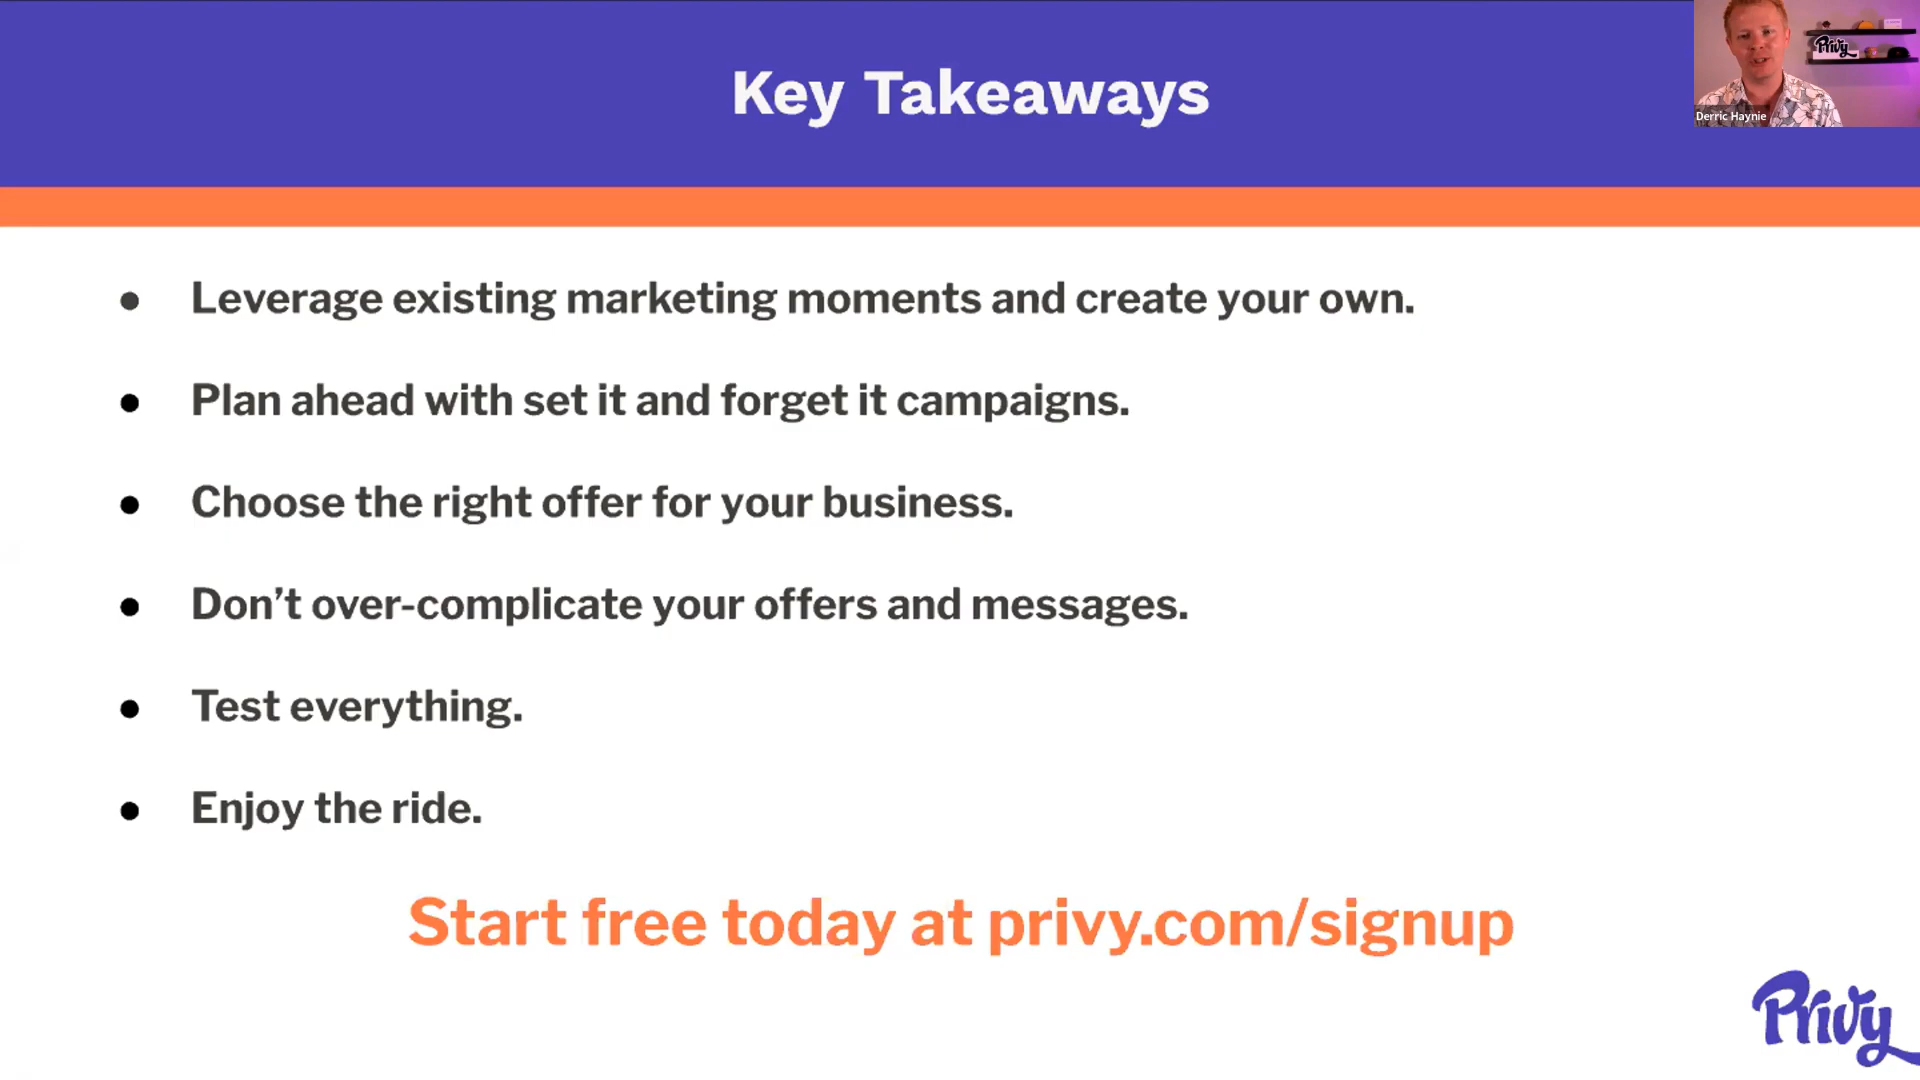 Key Takeaways
Privy
Derric Haynie
● Leverage existing marketing moments and create your own.
● Plan ahead with set it and forget it campaigns.
● Choose the right offer for your business.
● Don’t over-complicate your offers and messages.
● Test everything.
● Enjoy the ride.
Start free today at privy.com/signup
Privy